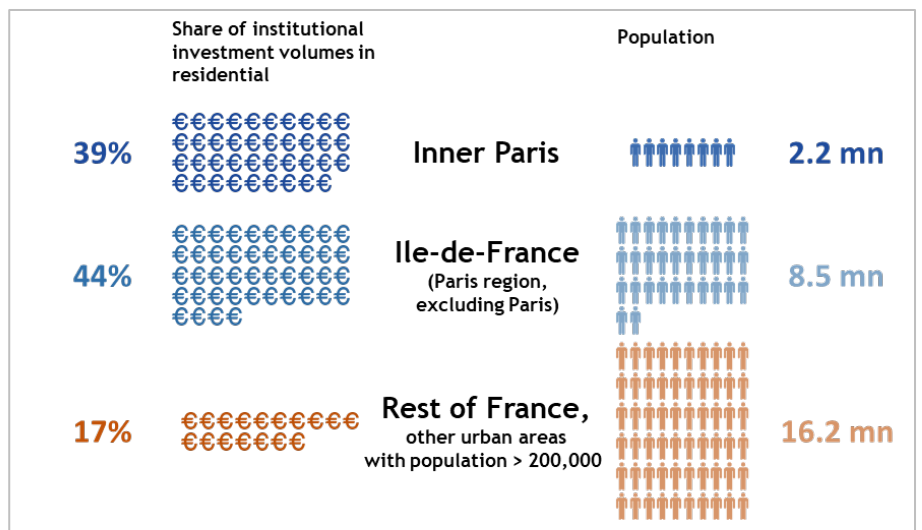 Share of institutional
investment volumes in
residential
Population
39%
€€€€€€€€€€
€€€€€€€€€€
€€€€€€€€€€
€€€€€€€€€
Inner Paris
2.2 mn
44%
€€€€€€€€€€
€€€€€€€€€€
€€€€€€€€€€
€€€€€€€€€€
€€€€
Ile-de-France
(Paris region,
excluding Paris)
8.5 mn
17%
€€€€€€€€€€
€€€€€€€
Rest of France,
other urban areas
with population > 200,000
16.2 mn